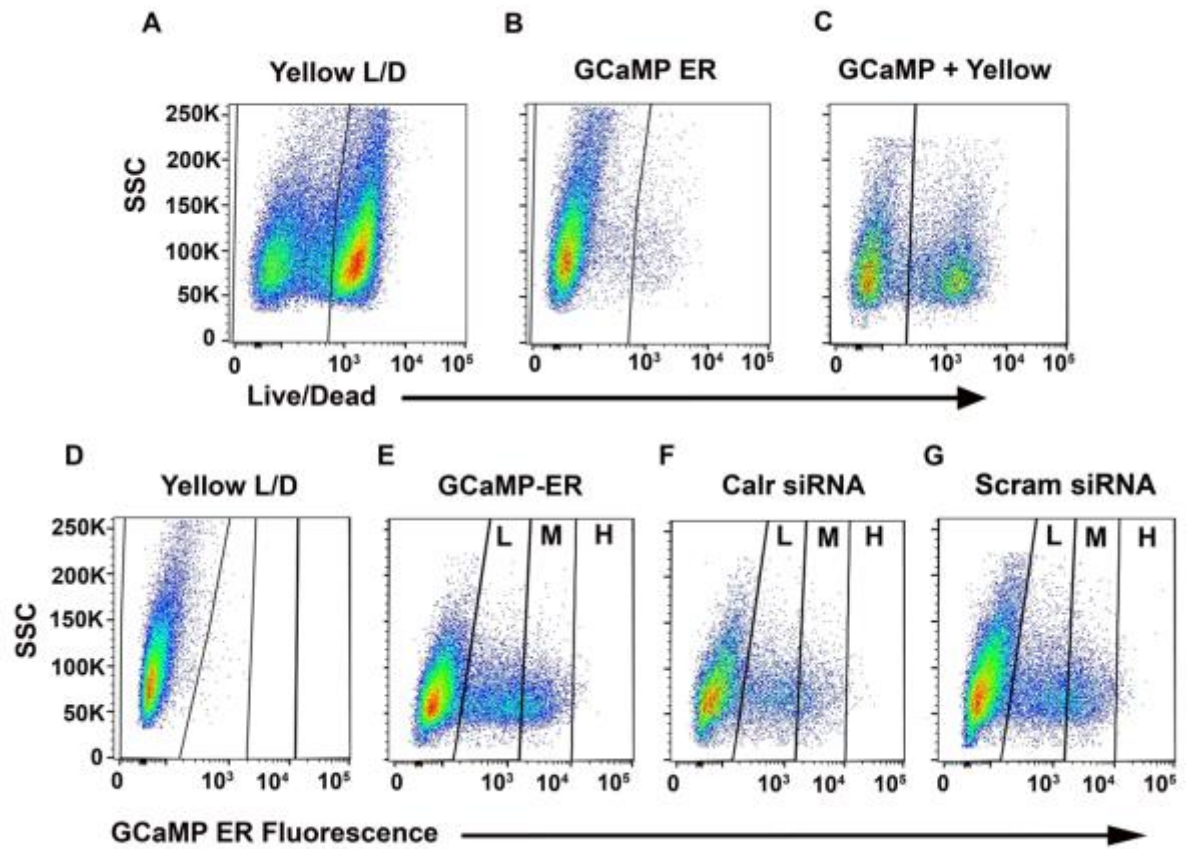 A
B
C
Yellow L/D
GCaMP ER
GCaMP + Yellow
SSC
250K
200K
150K
100K
50K
0
0 10³ 10⁴ 10⁵
0 10³ 10⁴ 10⁵
0 10³ 10⁴ 10⁵
Live/Dead
D
E
F
G
Yellow L/D
GCaMP-ER
Calr siRNA
Scram siRNA
SSC
250K
200K
150K
100K
50K
0
L M H
L M H
L M H
0 10³ 10⁴ 10⁵
0 10³ 10⁴ 10⁵
0 10³ 10⁴ 10⁵
0 10³ 10⁴ 10⁵
GCaMP ER Fluorescence